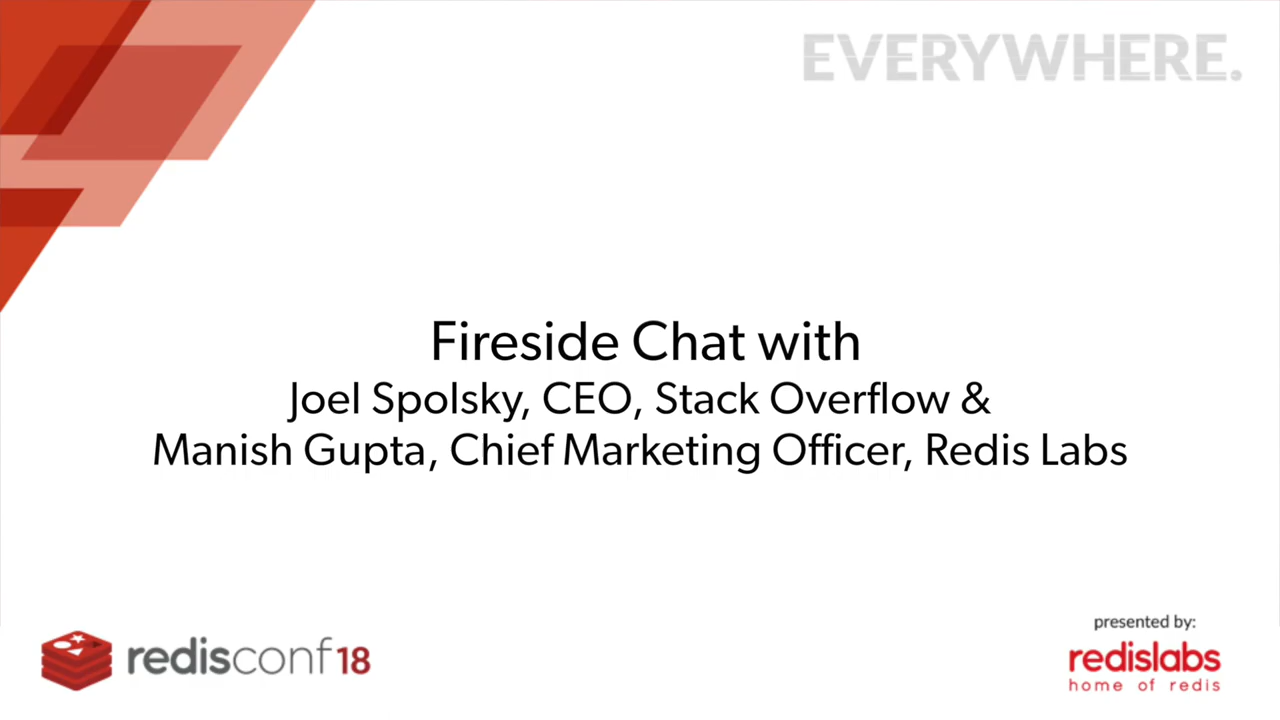 EVERYWHERE.
Fireside Chat with
Joel Spolsky, CEO, Stack Overflow &
Manish Gupta, Chief Marketing Officer, Redis Labs
redisconf18
presented by:
redislabs
home of redis